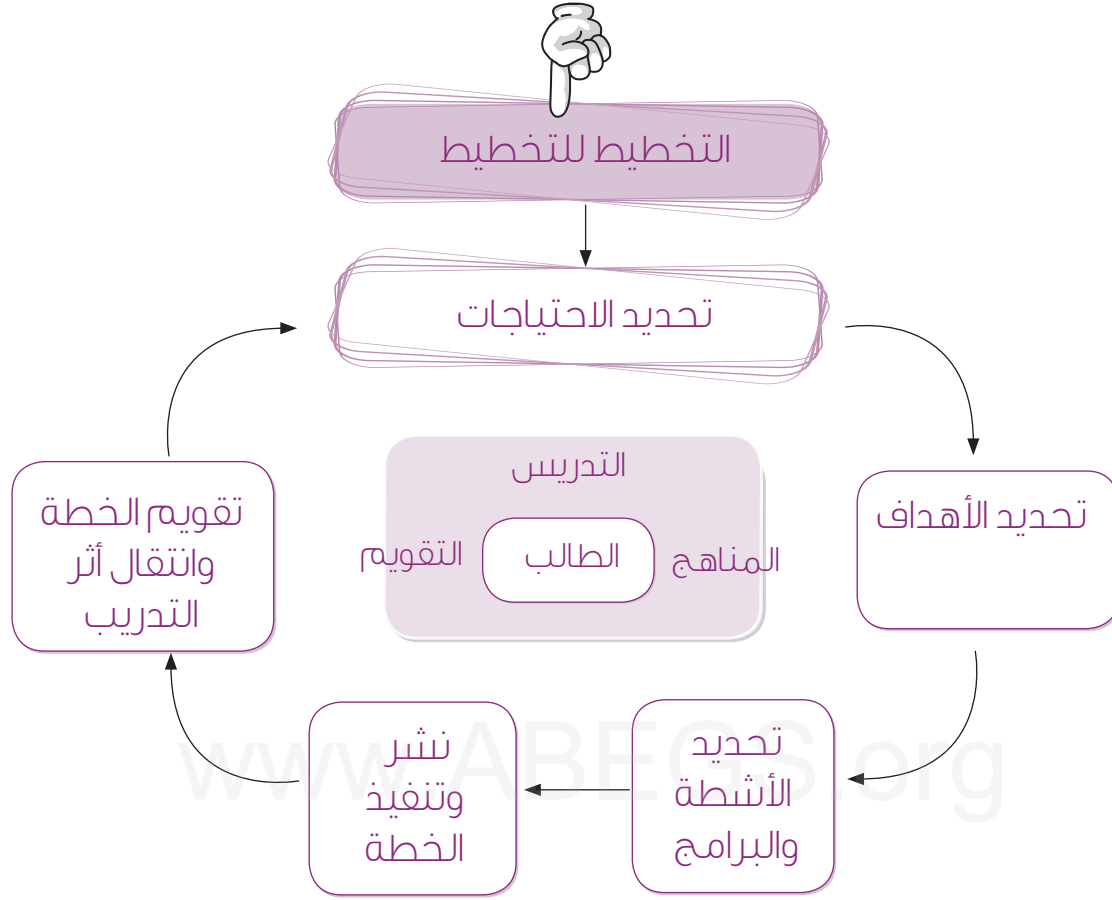 التخطيط للتخطيط
تحديد الاحتياجات
تحديد الأهداف
تحديد
الأشطة
والبرامج
نشر
وتنفيذ
الخطة
تقويم الخطة
وانتقال أثر
التدريب
التدريس
المناهج
الطالب
التقويم
www.ABEGS.org